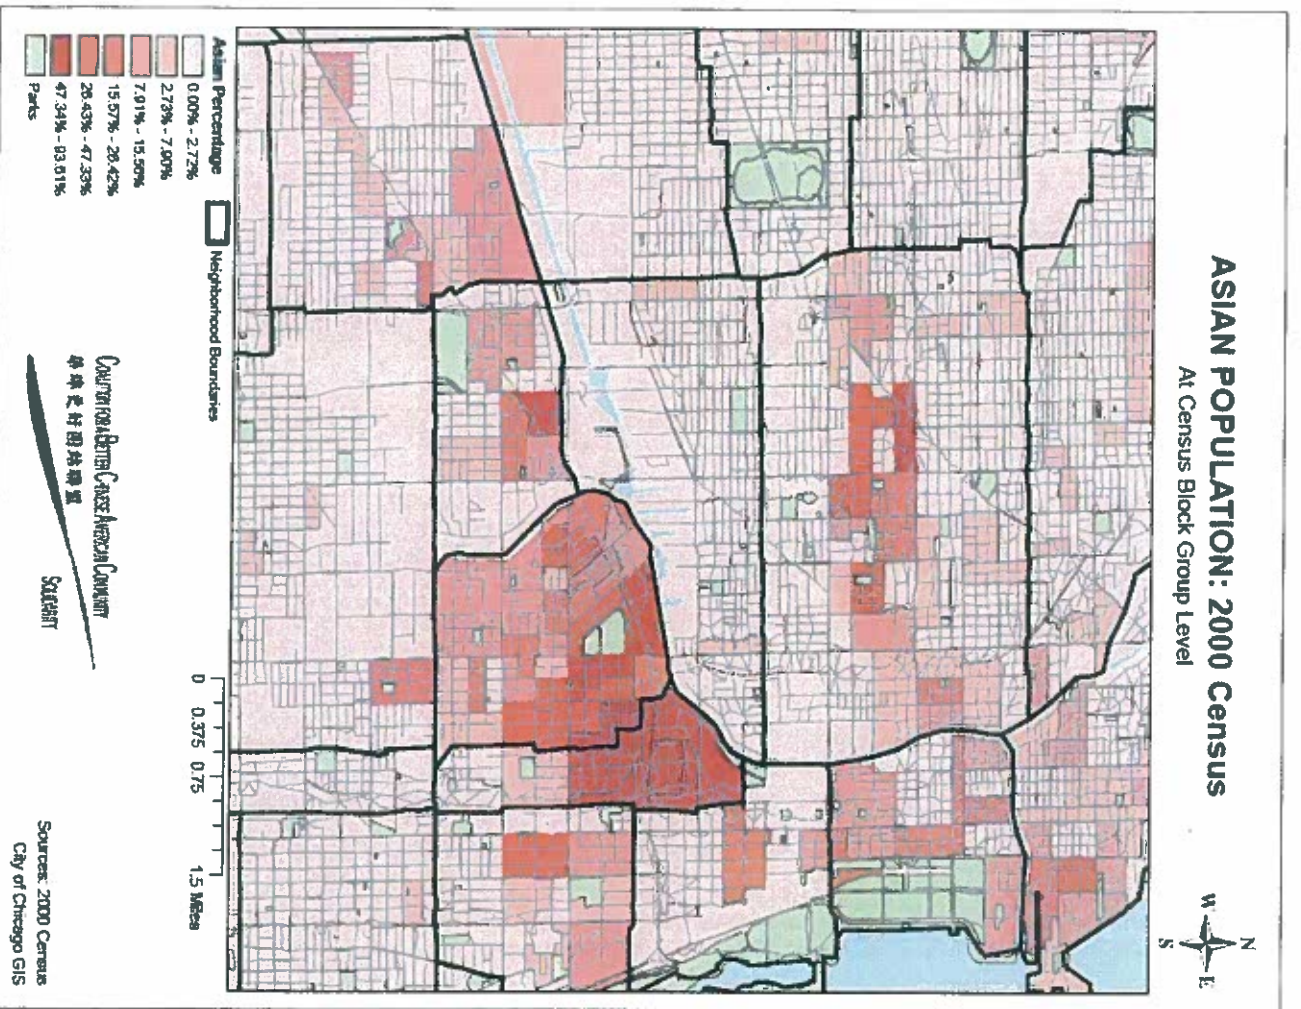 ASIAN POPULATION: 2000 Census
At Census Block Group Level
N
W
E
S
Asian Percentage
0.00% - 2.72%
2.73% - 7.90%
7.91% - 15.56%
15.57% - 26.42%
26.43% - 47.33%
47.34% - 93.61%
Parks
Neighborhood Boundaries
COALITION FOR A BETTER CHINESE AMERICAN COMMUNITY
SOLIDARITY
0 0.375 0.75 1.5 Miles
Sources: 2000 Census
City of Chicago GIS